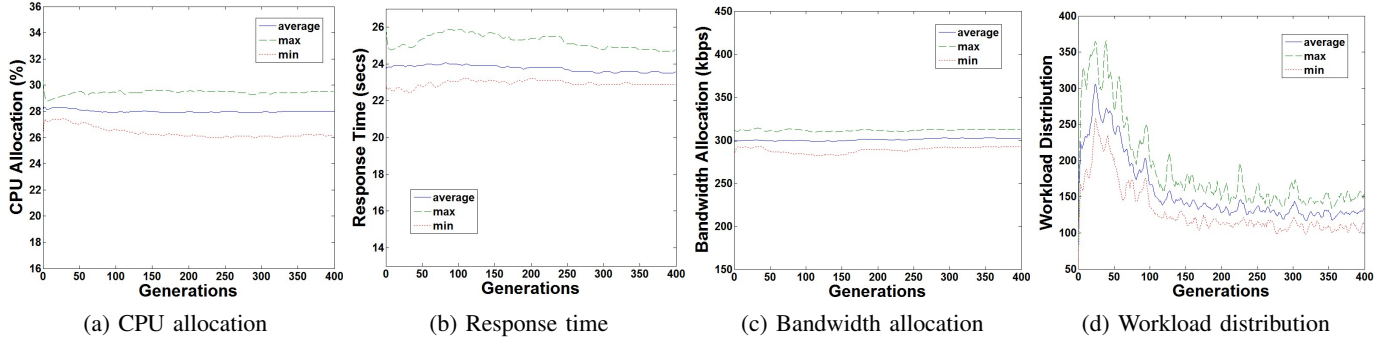 36
34
32
30
28
26
24
22
20
18
16
0
50
100
150
200
250
300
350
400
CPU Allocation (%)
Generations
average
max
min
(a) CPU allocation
26
24
22
20
18
16
14
0
50
100
150
200
250
300
350
400
Response Time (secs)
Generations
average
max
min
(b) Response time
450
400
350
300
250
200
150
0
50
100
150
200
250
300
350
400
Bandwidth Allocation (kbps)
Generations
average
max
min
(c) Bandwidth allocation
400
350
300
250
200
150
100
50
0
50
100
150
200
250
300
350
400
Workload Distribution
Generations
average
max
min
(d) Workload distribution